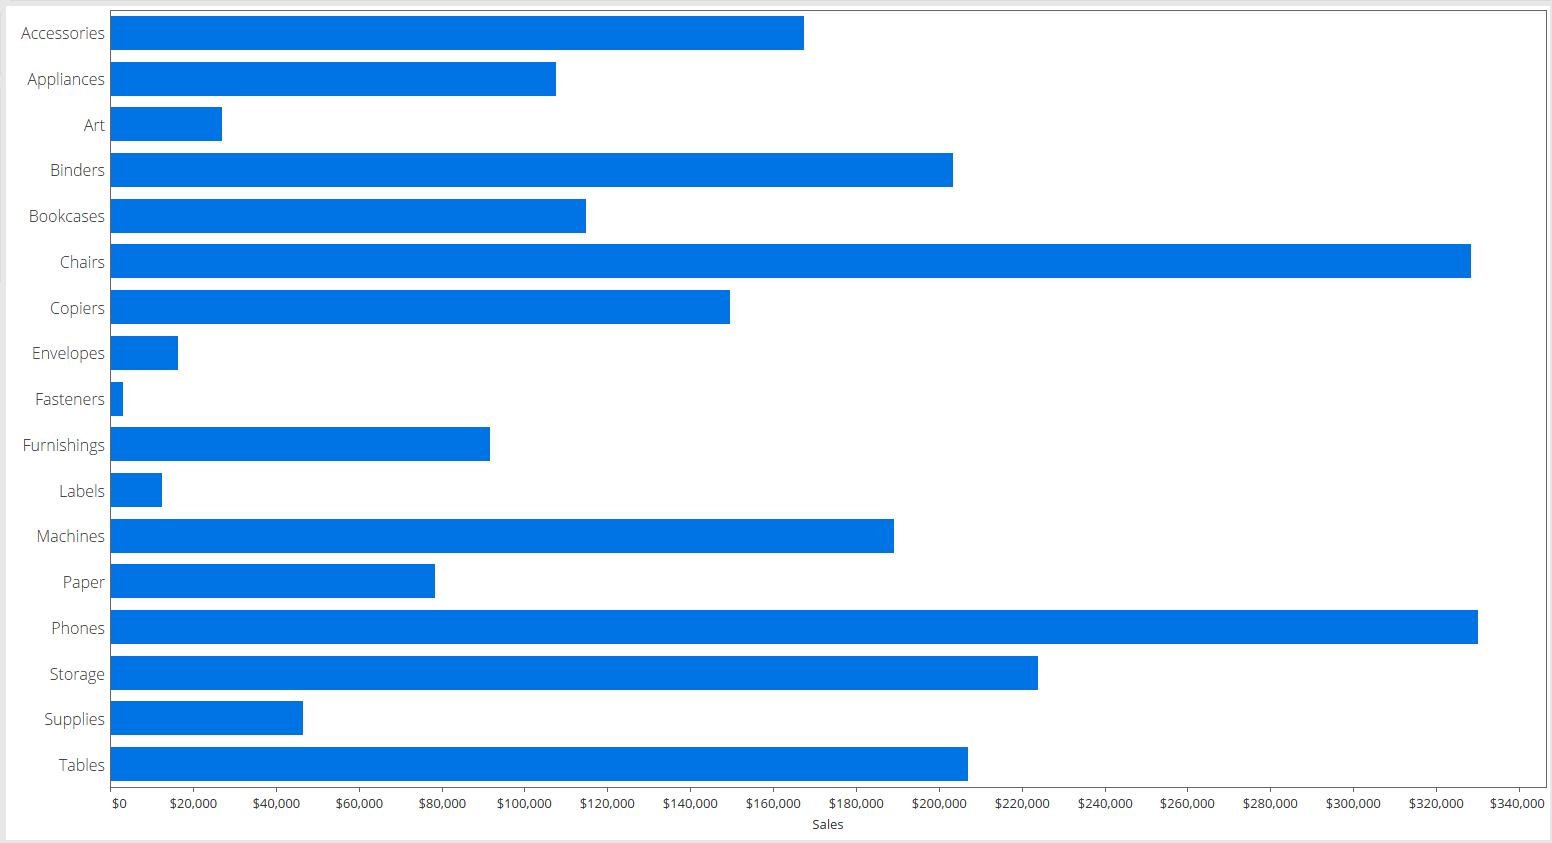 Accessories
Appliances
Art
Binders
Bookcases
Chairs
Copiers
Envelopes
Fasteners
Furnishings
Labels
Machines
Paper
Phones
Storage
Supplies
Tables
$0 $20,000 $40,000 $60,000 $80,000 $100,000 $120,000 $140,000 $160,000 $180,000 $200,000 $220,000 $240,000 $260,000 $280,000 $300,000 $320,000 $340,000
Sales